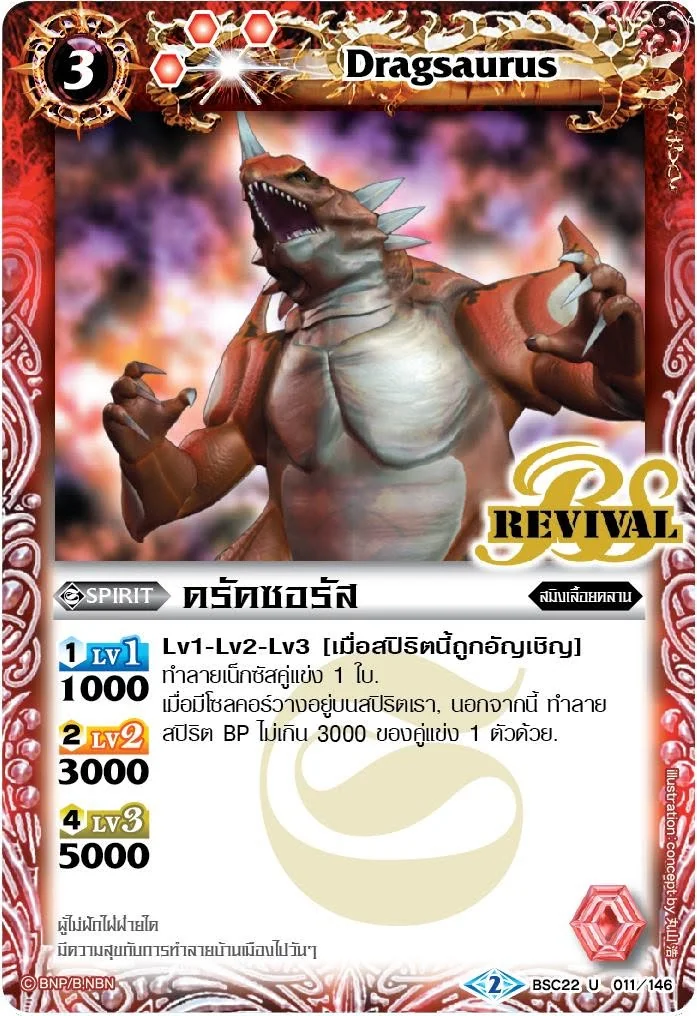 3
Dragsaurus
BS
REVIVAL
SPIRIT
ดรัคซอรัส
สมิงเลื้อยคลาน
1 LV1
1000
2 LV2
3000
4 LV3
5000
Lv1-Lv2-Lv3 [เมื่อสปิริตนี้ถูกอัญเชิญ]
ทำลายเน็กซัสคู่แข่ง 1 ใบ.
เมื่อมีโซลคอร์วางอยู่บนสปิริตเรา, นอกจากนี้ ทำลาย
สปิริต BP ไม่เกิน 3000 ของคู่แข่ง 1 ตัวด้วย.
ผู้ไม่ฝักใฝ่ฝ่ายใด
มีความสุขกับการทำลายบ้านเมืองไปวันๆ
illustration:concept by 丸山 浩
© BNP/B!NBN
2
BSC22 U 011/146